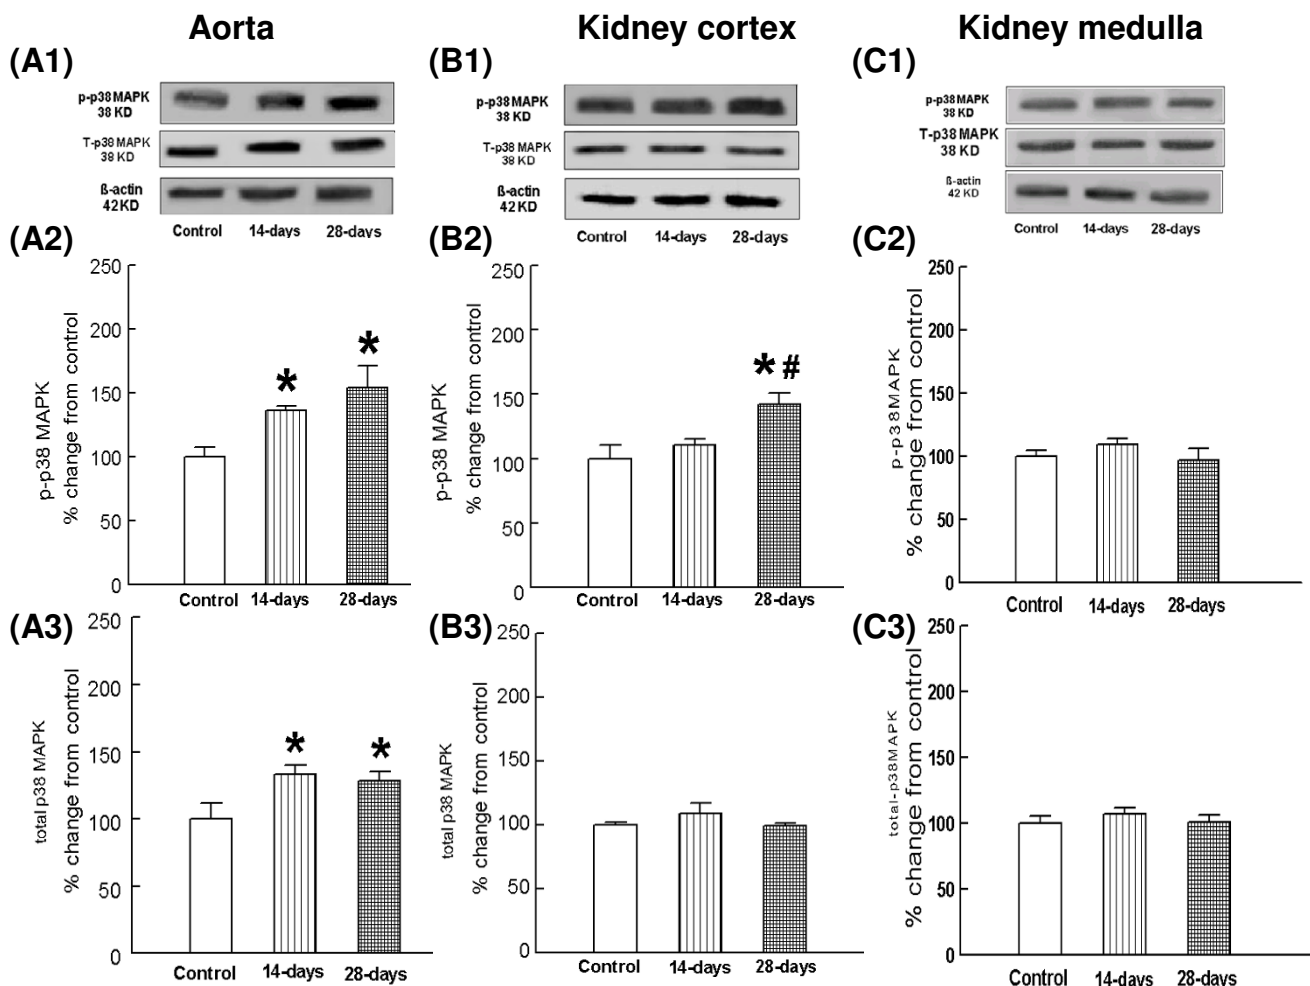 Aorta
Kidney cortex
Kidney medulla
(A1)
p-p38 MAPK
38 KD
T-p38 MAPK
38 KD
ß-actin
42 KD
Control 14-days 28-days
(B1)
p-p38 MAPK
38 KD
T-p38 MAPK
38 KD
ß-actin
42 KD
Control 14-days 28-days
(C1)
p-p38MAPK
38 KD
T-p38 MAPK
38 KD
ß-actin
42 KD
Control 14-days 28-days
(A2)
p-p38 MAPK
% change from control
250
200
150
100
50
0
*
*
Control 14-days 28-days
(B2)
p-p38 MAPK
% change from control
250
200
150
100
50
0
* #
Control 14-days 28-days
(C2)
p-p38MAPK
% change from control
250
200
150
100
50
0
Control 14-days 28-days
(A3)
total p38 MAPK
% change from control
250
200
150
100
50
0
*
*
Control 14-days 28-days
(B3)
total p38 MAPK
% change from control
250
200
150
100
50
0
Control 14-days 28-days
(C3)
total-p38MAPK
% change from control
250
200
150
100
50
0
Control 14-days 28-days